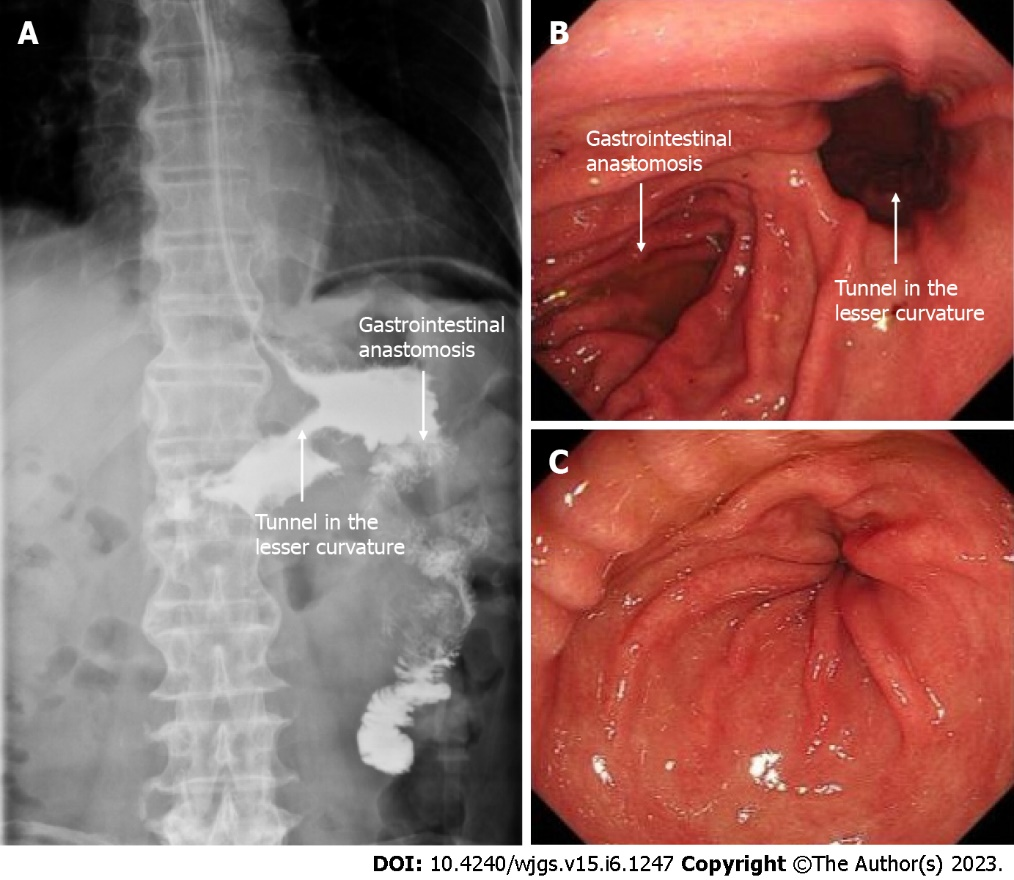 A
Gastrointestinal
anastomosis
Tunnel in the
lesser curvature
B
Gastrointestinal
anastomosis
Tunnel in the
lesser curvature
C
DOI: 10.4240/wjgs.v15.i6.1247 Copyright ©The Author(s) 2023.